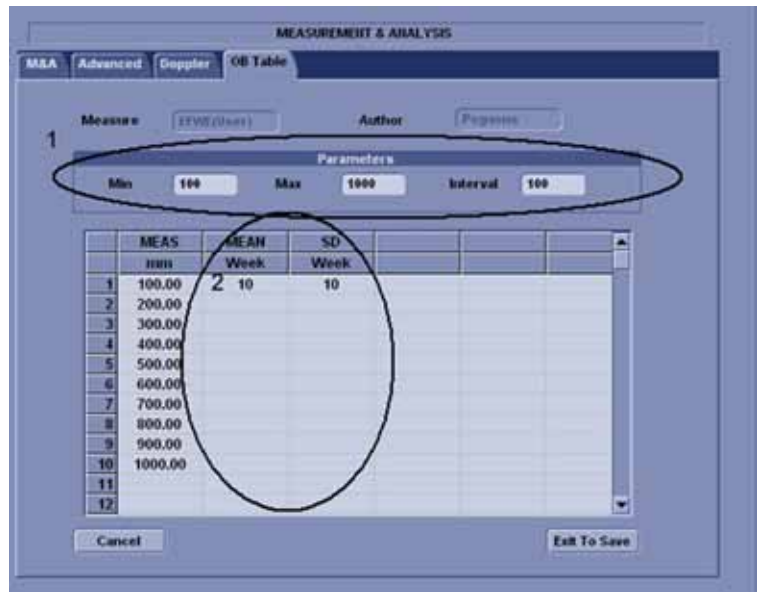 MEASUREMENT & ANALYSIS
M&A Advanced Doppler OB Table
Measure EFWE(User) Author
1
Parameters
Min 100 Max 1000 Interval 100
MEAS MEAN SD
mm Week Week
1 100.00 2 10 10
2 200.00
3 300.00
4 400.00
5 500.00
6 600.00
7 700.00
8 800.00
9 900.00
10 1000.00
11
12
Cancel Exit To Save